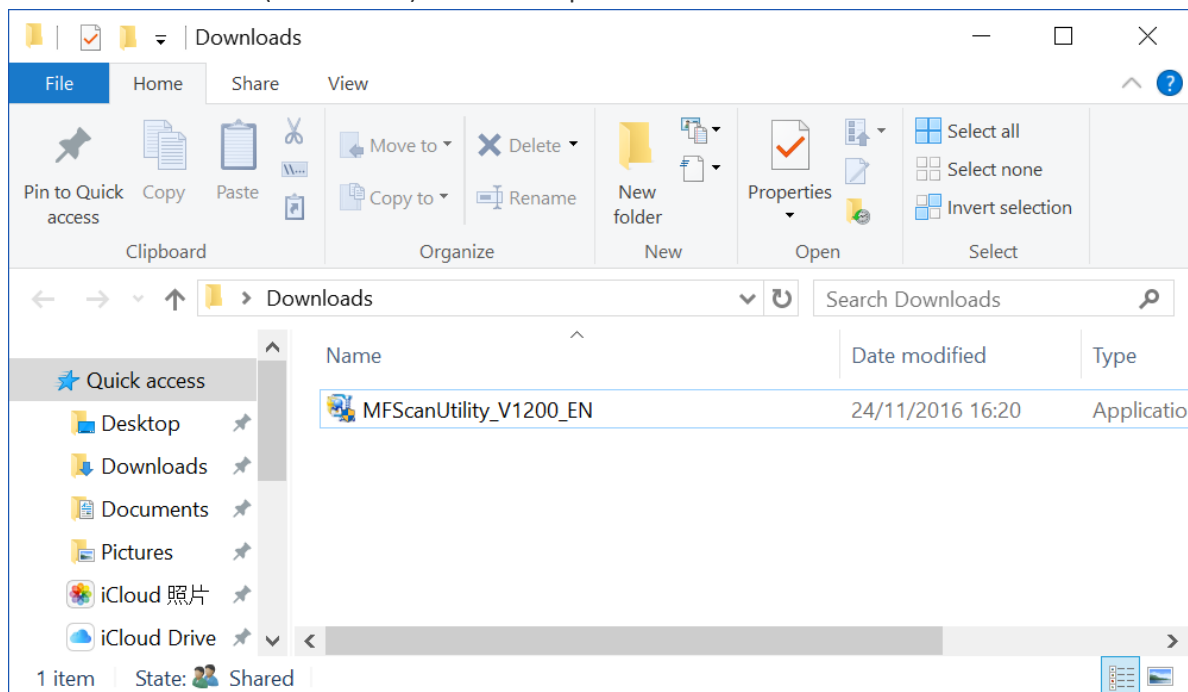 Downloads
File Home Share View
Move to Delete Select all
Select none
Pin to Quick access Copy Paste Copy to Rename New folder Properties Invert selection
Clipboard Organize New Open Select
Downloads Search Downloads
Name Date modified Type
Quick access
MFScanUtility_V1200_EN 24/11/2016 16:20 Applicatio
Desktop
Downloads
Documents
Pictures
iCloud 照片
iCloud Drive
1 item State: Shared